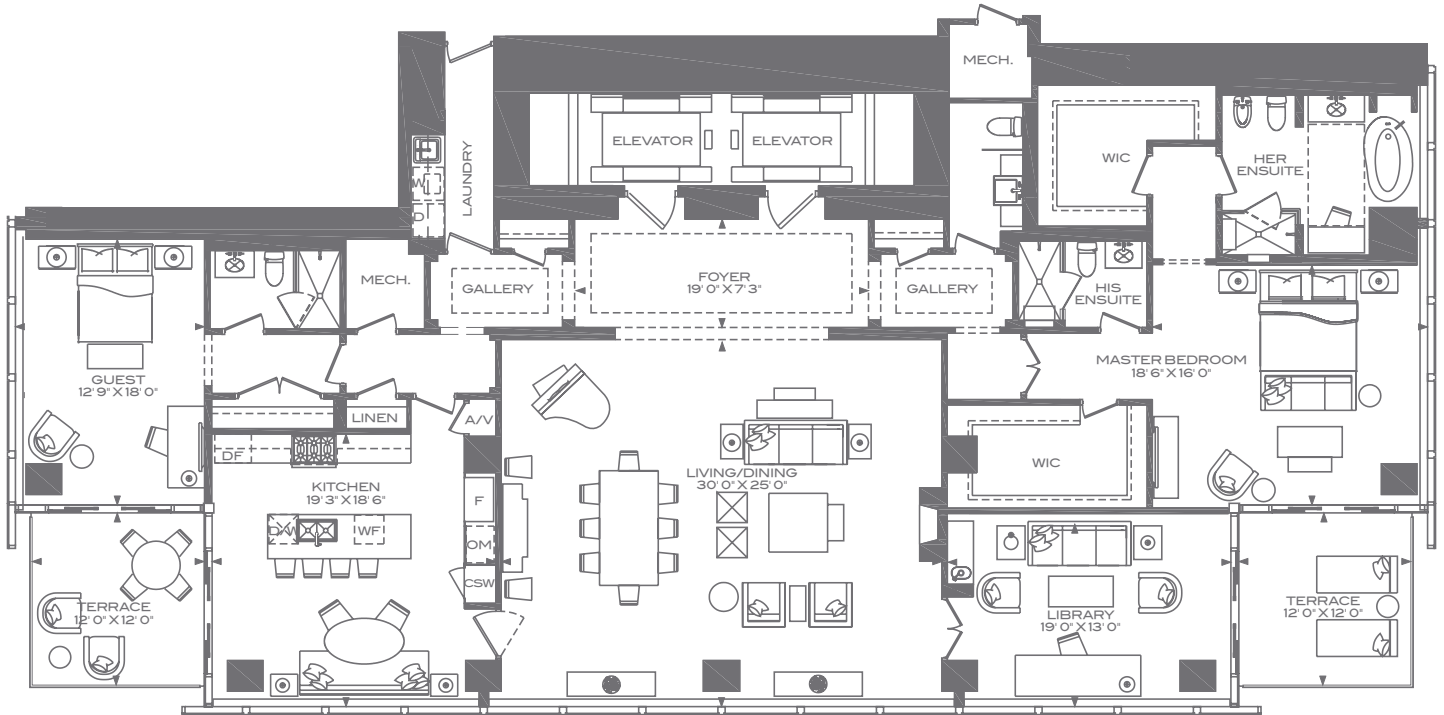 MECH.
ELEVATOR
ELEVATOR
LAUNDRY
W
D
WIC
HER
ENSUITE
MECH.
GALLERY
FOYER
19' 0" X 7' 3"
GALLERY
HIS
ENSUITE
GUEST
12' 9" X 18' 0"
MASTER BEDROOM
18' 6" X 16' 0"
LINEN
A/V
DF
KITCHEN
19' 3" X 18' 6"
LIVING/DINING
30' 0" X 25' 0"
WIC
F
DW
WF
OM
CSW
TERRACE
12' 0" X 12' 0"
LIBRARY
19' 0" X 13' 0"
TERRACE
12' 0" X 12' 0"